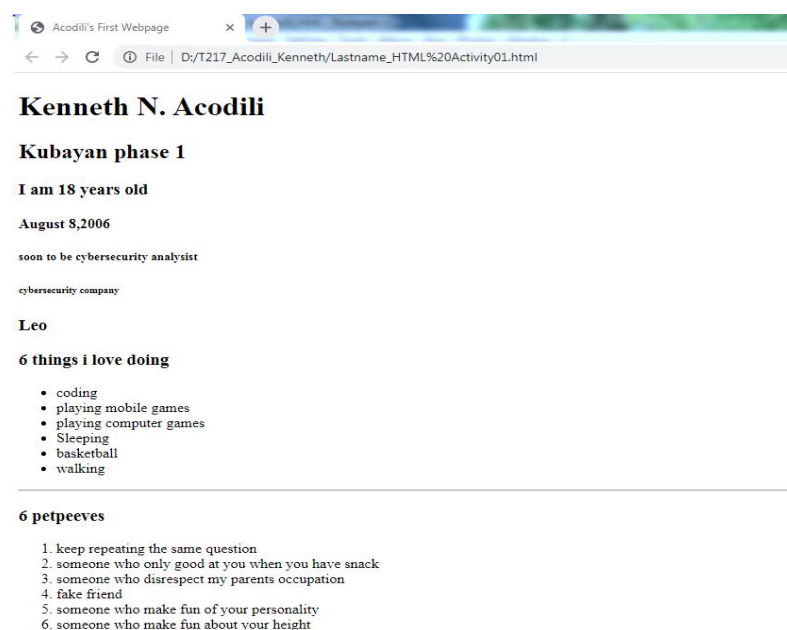 Acodili's First Webpage
File | D:/T217_Acodili_Kenneth/Lastname_HTML%20Activity01.html
Kenneth N. Acodili
Kubayan phase 1
I am 18 years old
August 8,2006
soon to be cybersecurity analysist
cybersecurity company
Leo
6 things i love doing
• coding
• playing mobile games
• playing computer games
• Sleeping
• basketball
• walking
6 petpeeves
1. keep repeating the same question
2. someone who only good at you when you have snack
3. someone who disrespect my parents occupation
4. fake friend
5. someone who make fun of your personality
6. someone who make fun about your height